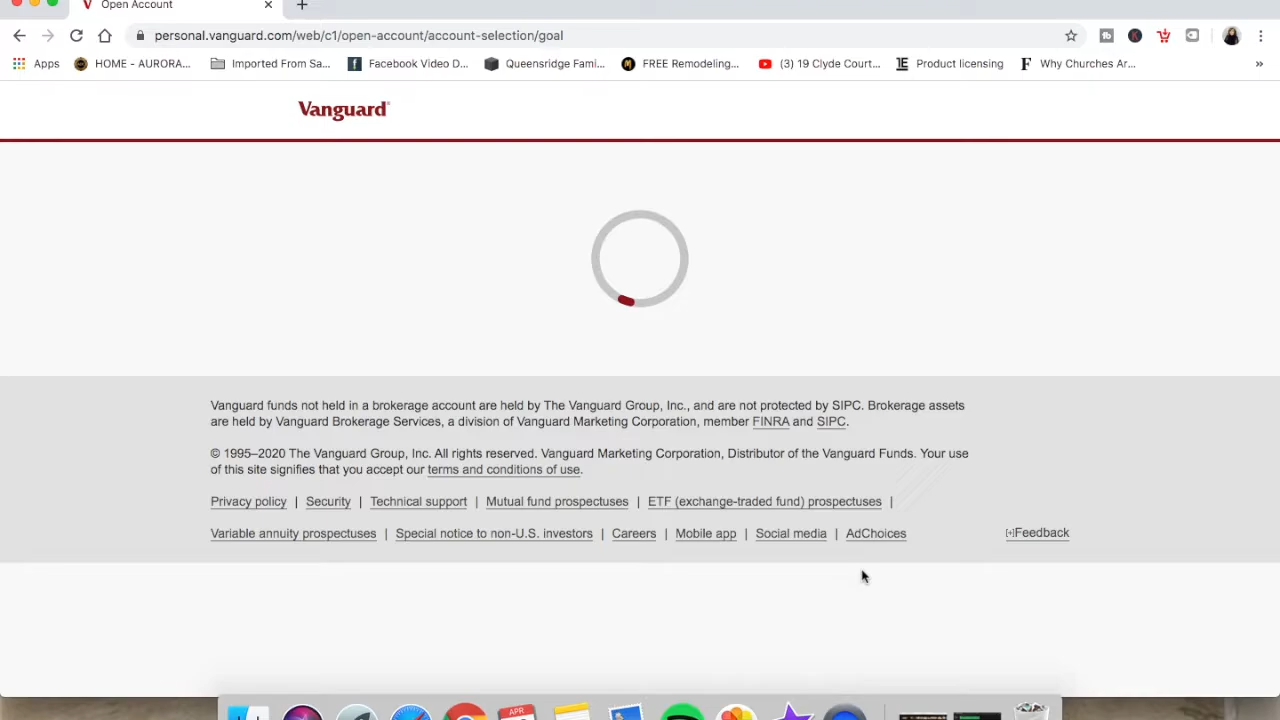 Open Account
personal.vanguard.com/web/c1/open-account/account-selection/goal
Apps HOME - AURORA... Imported From Sa... Facebook Video D... Queensridge Fami... FREE Remodeling... (3) 19 Clyde Court... Product licensing Why Churches Ar... »
Vanguard
Vanguard funds not held in a brokerage account are held by The Vanguard Group, Inc., and are not protected by SIPC. Brokerage assets
are held by Vanguard Brokerage Services, a division of Vanguard Marketing Corporation, member FINRA and SIPC.
© 1995–2020 The Vanguard Group, Inc. All rights reserved. Vanguard Marketing Corporation, Distributor of the Vanguard Funds. Your use
of this site signifies that you accept our terms and conditions of use.
Privacy policy | Security | Technical support | Mutual fund prospectuses | ETF (exchange-traded fund) prospectuses |
Variable annuity prospectuses | Special notice to non-U.S. investors | Careers | Mobile app | Social media | AdChoices [+]Feedback
APR